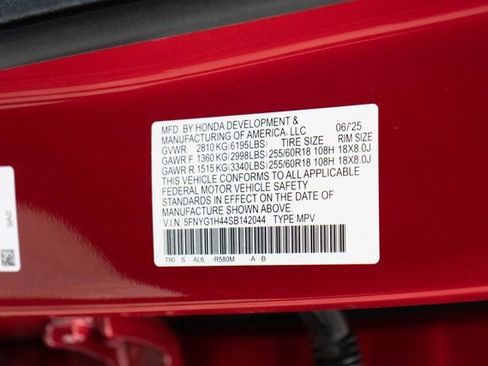 MFD. BY HONDA DEVELOPMENT &
MANUFACTURING OF AMERICA, LLC 06/'25
GVWR 2810 KG(6195LBS) TIRE SIZE RIM SIZE
GAWR F 1360 KG(2998LBS) 255/60R18 108H 18X8.0J
GAWR R 1515 KG(3340LBS) 255/60R18 108H 18X8.0J
THIS VEHICLE CONFORMS TO ALL APPLICABLE
FEDERAL MOTOR VEHICLE SAFETY
STANDARDS IN EFFECT ON THE DATE OF
MANUFACTURE SHOWN ABOVE.
V.I.N. 5FNYG1H44SB142044 TYPE MPV
T90 S AL6 -R580M -A -B